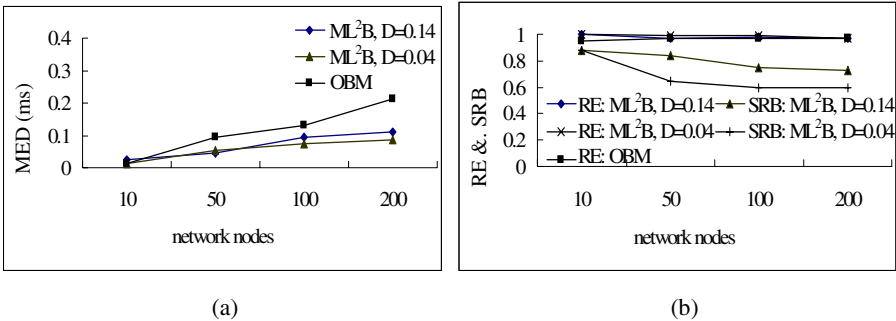 0.4
0.3
0.2
0.1
0
MED (ms)
ML²B, D=0.14
ML²B, D=0.04
OBM
10 50 100 200
network nodes
(a)
1
0.8
0.6
0.4
0.2
0
RE &. SRB
RE: ML²B, D=0.14 SRB: ML²B, D=0.14
RE: ML²B, D=0.04 SRB: ML²B, D=0.04
RE: OBM
10 50 100 200
network nodes
(b)